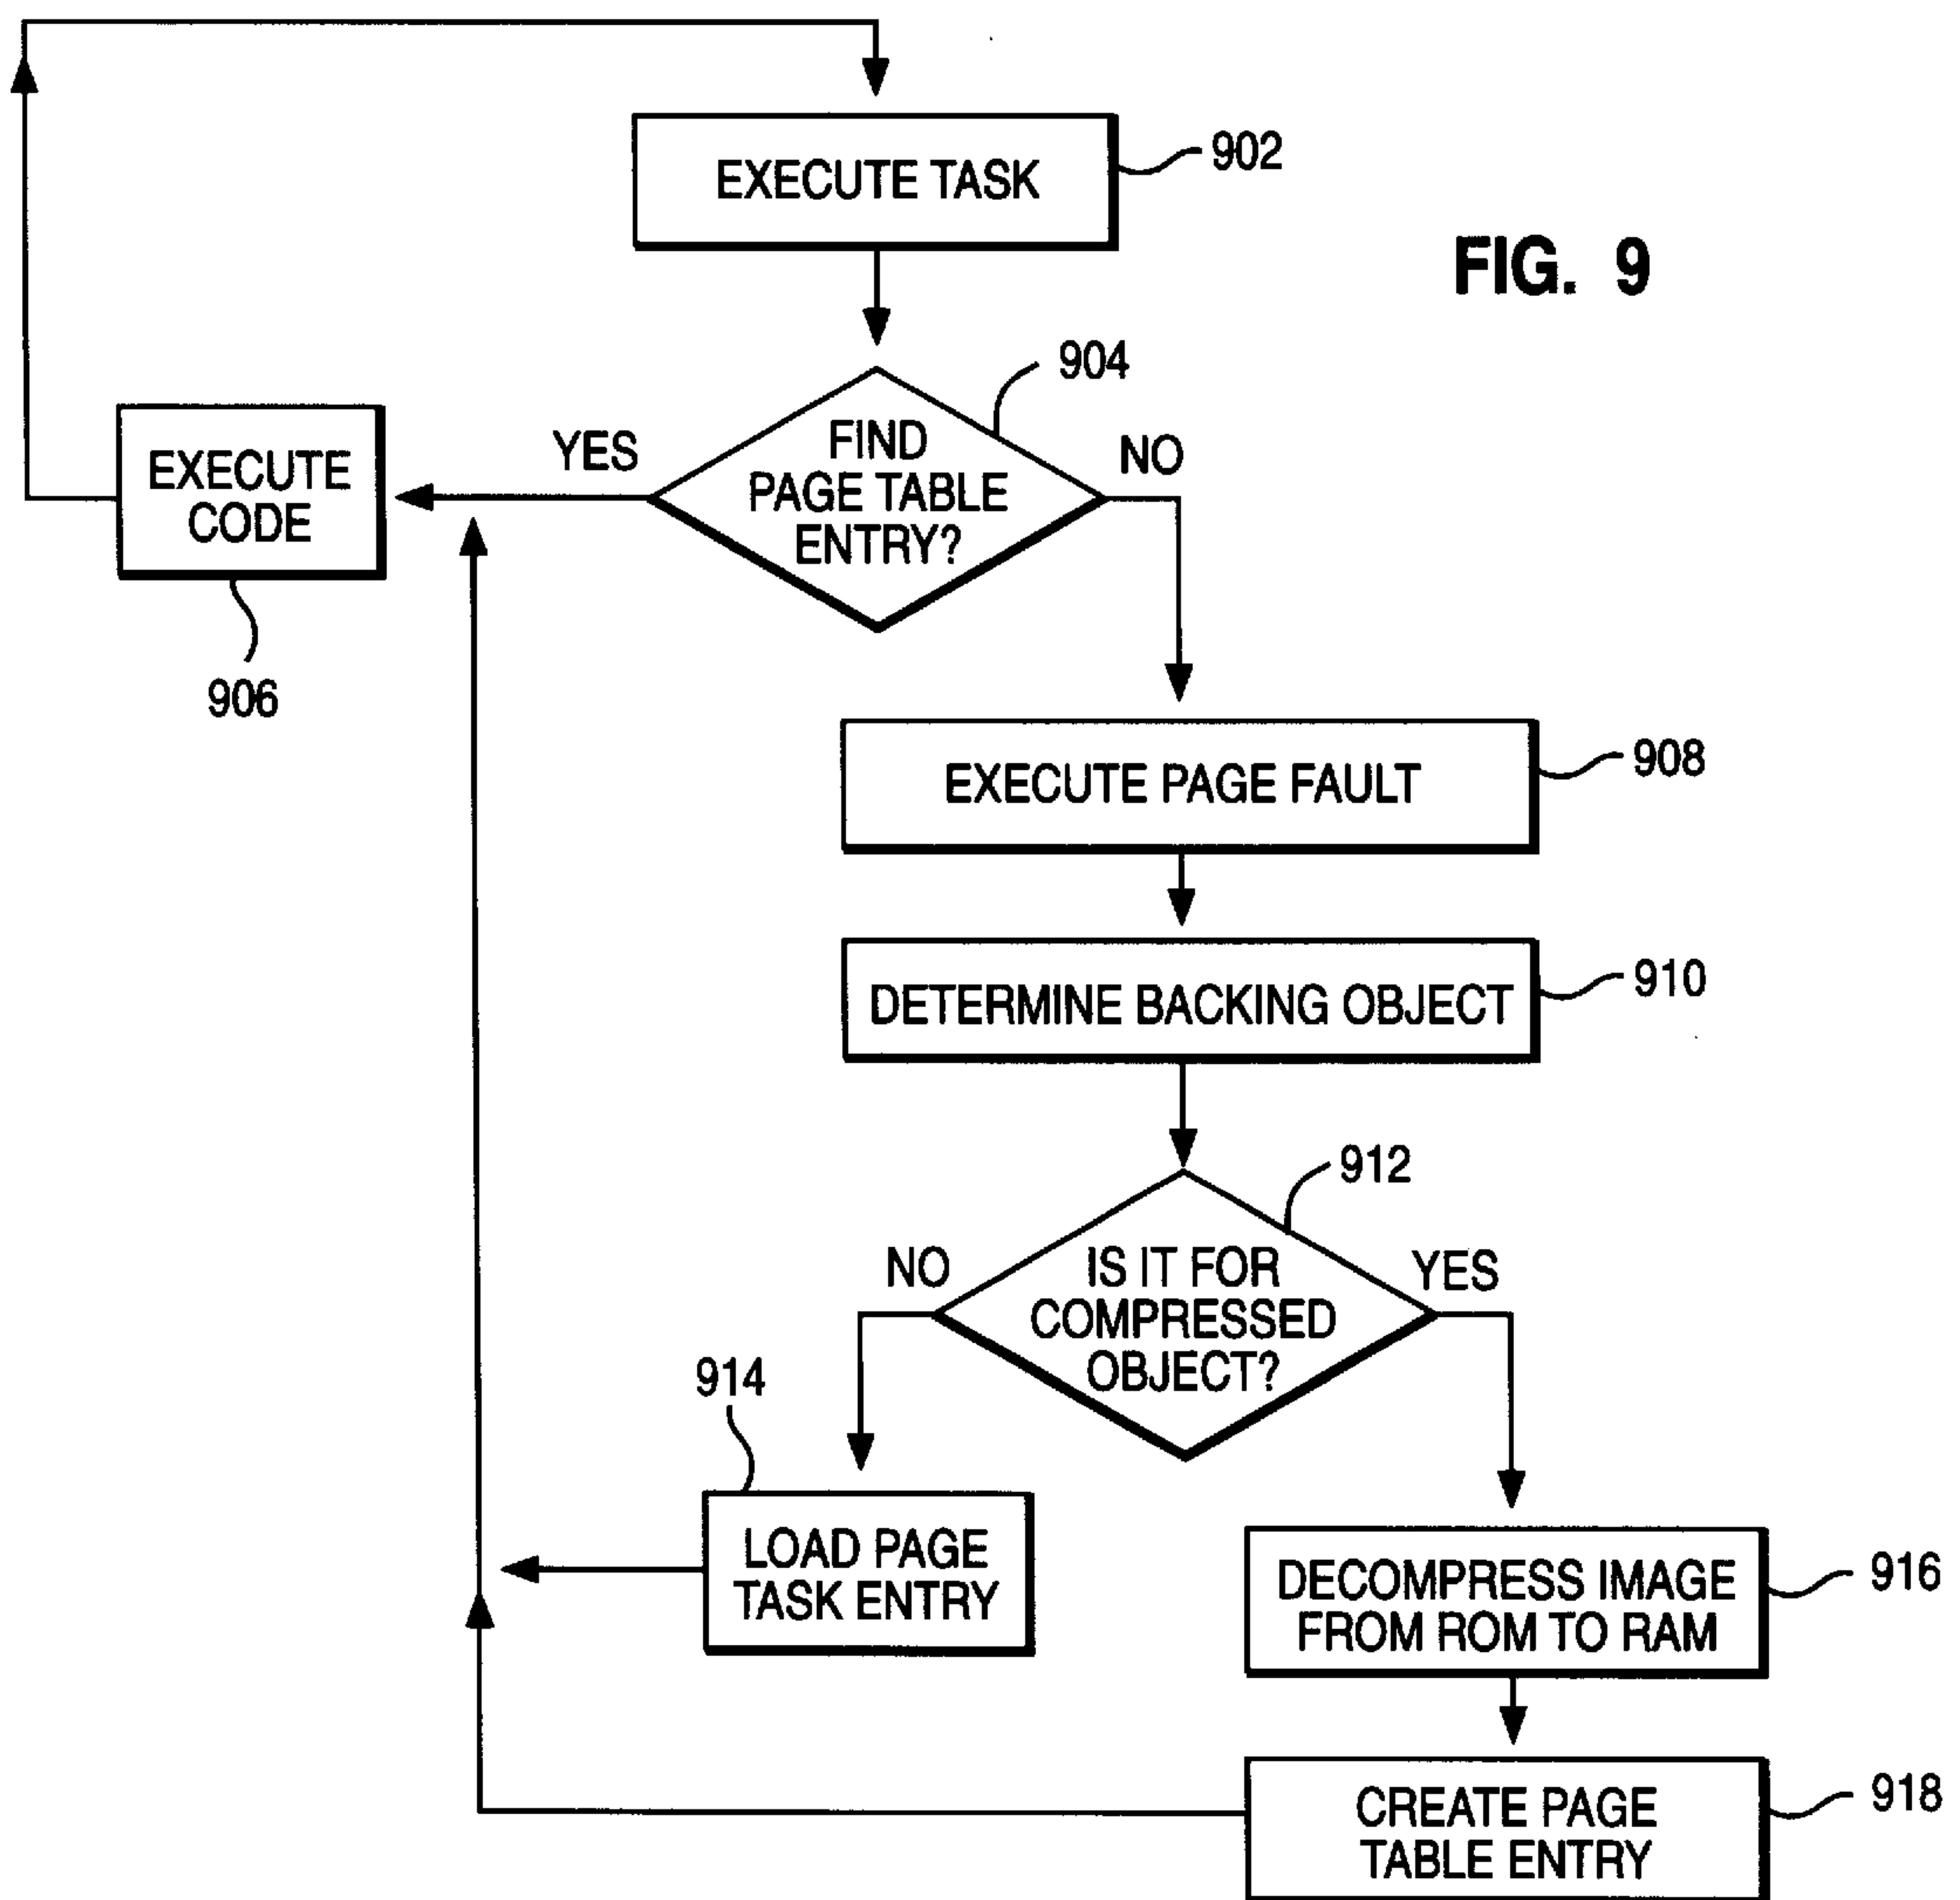 EXECUTE TASK
902
FIG. 9
904
FIND
PAGE TABLE
ENTRY?
YES
NO
EXECUTE
CODE
906
EXECUTE PAGE FAULT
908
DETERMINE BACKING OBJECT
910
912
IS IT FOR
COMPRESSED
OBJECT?
NO
YES
914
LOAD PAGE
TASK ENTRY
DECOMPRESS IMAGE
FROM ROM TO RAM
916
CREATE PAGE
TABLE ENTRY
918